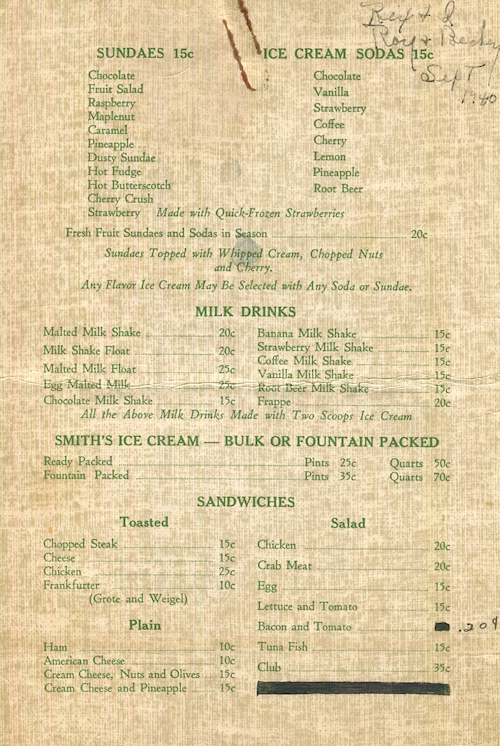 Rex + I
Roy + Becky
Sept
1940
SUNDAES 15c
Chocolate
Fruit Salad
Raspberry
Maplenut
Caramel
Pineapple
Dusty Sundae
Hot Fudge
Hot Butterscotch
Cherry Crush
Strawberry Made with Quick-Frozen Strawberries
ICE CREAM SODAS 15c
Chocolate
Vanilla
Strawberry
Coffee
Cherry
Lemon
Pineapple
Root Beer
Fresh Fruit Sundaes and Sodas in Season 20c
Sundaes Topped with Whipped Cream, Chopped Nuts
and Cherry.
Any Flavor Ice Cream May Be Selected with Any Soda or Sundae.
MILK DRINKS
Malted Milk Shake 20c
Milk Shake Float 20c
Malted Milk Float 25c
Egg Malted Milk 25c
Chocolate Milk Shake 15c
Banana Milk Shake 15c
Strawberry Milk Shake 15c
Coffee Milk Shake 15c
Vanilla Milk Shake 15c
Root Beer Milk Shake 15c
Frappe 20c
All the Above Milk Drinks Made with Two Scoops Ice Cream
SMITH'S ICE CREAM — BULK OR FOUNTAIN PACKED
Ready Packed Pints 25c Quarts 50c
Fountain Packed Pints 35c Quarts 70c
SANDWICHES
Toasted
Chopped Steak 15c
Cheese 15c
Chicken 25c
Frankfurter 10c
(Grote and Weigel)
Plain
Ham 10c
American Cheese 10c
Cream Cheese, Nuts and Olives 15c
Cream Cheese and Pineapple 15c
Salad
Chicken 20c
Crab Meat 20c
Egg 15c
Lettuce and Tomato 15c
Bacon and Tomato .20¢
Tuna Fish 15c
Club 35c